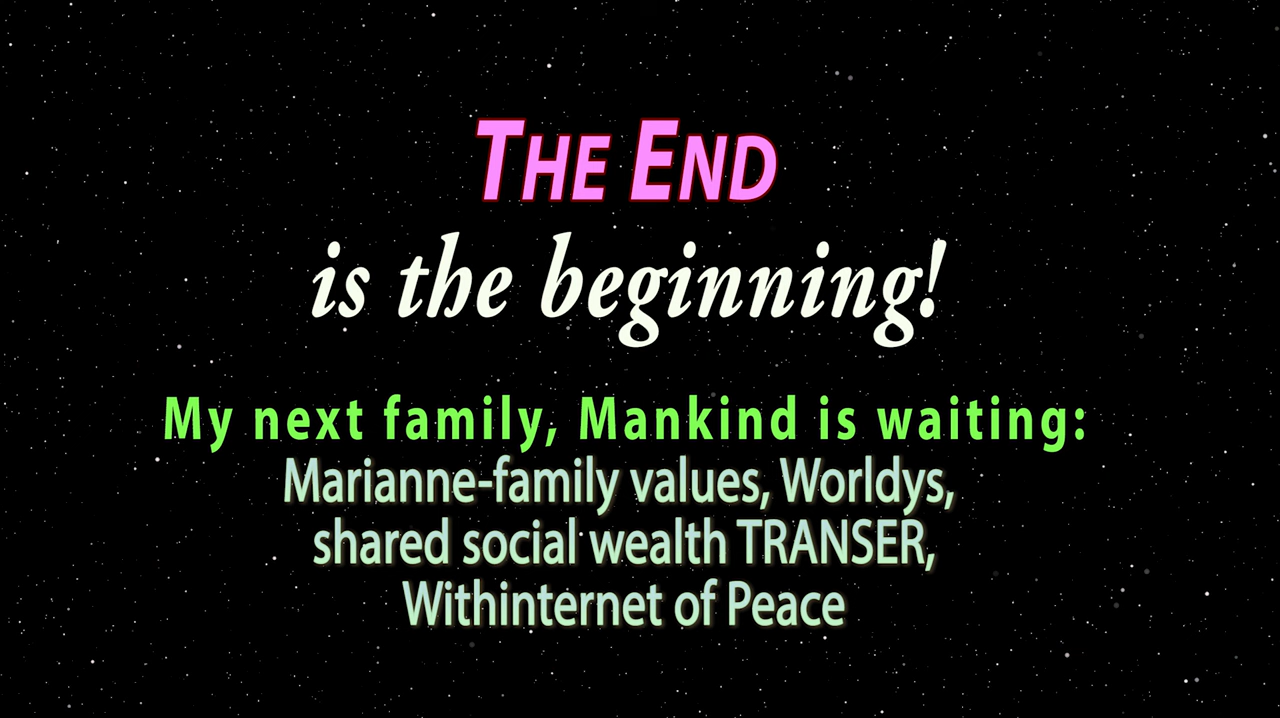 THE END
is the beginning!
My next family, Mankind is waiting:
Marianne-family values, Worldys,
shared social wealth TRANSER,
Withinternet of Peace